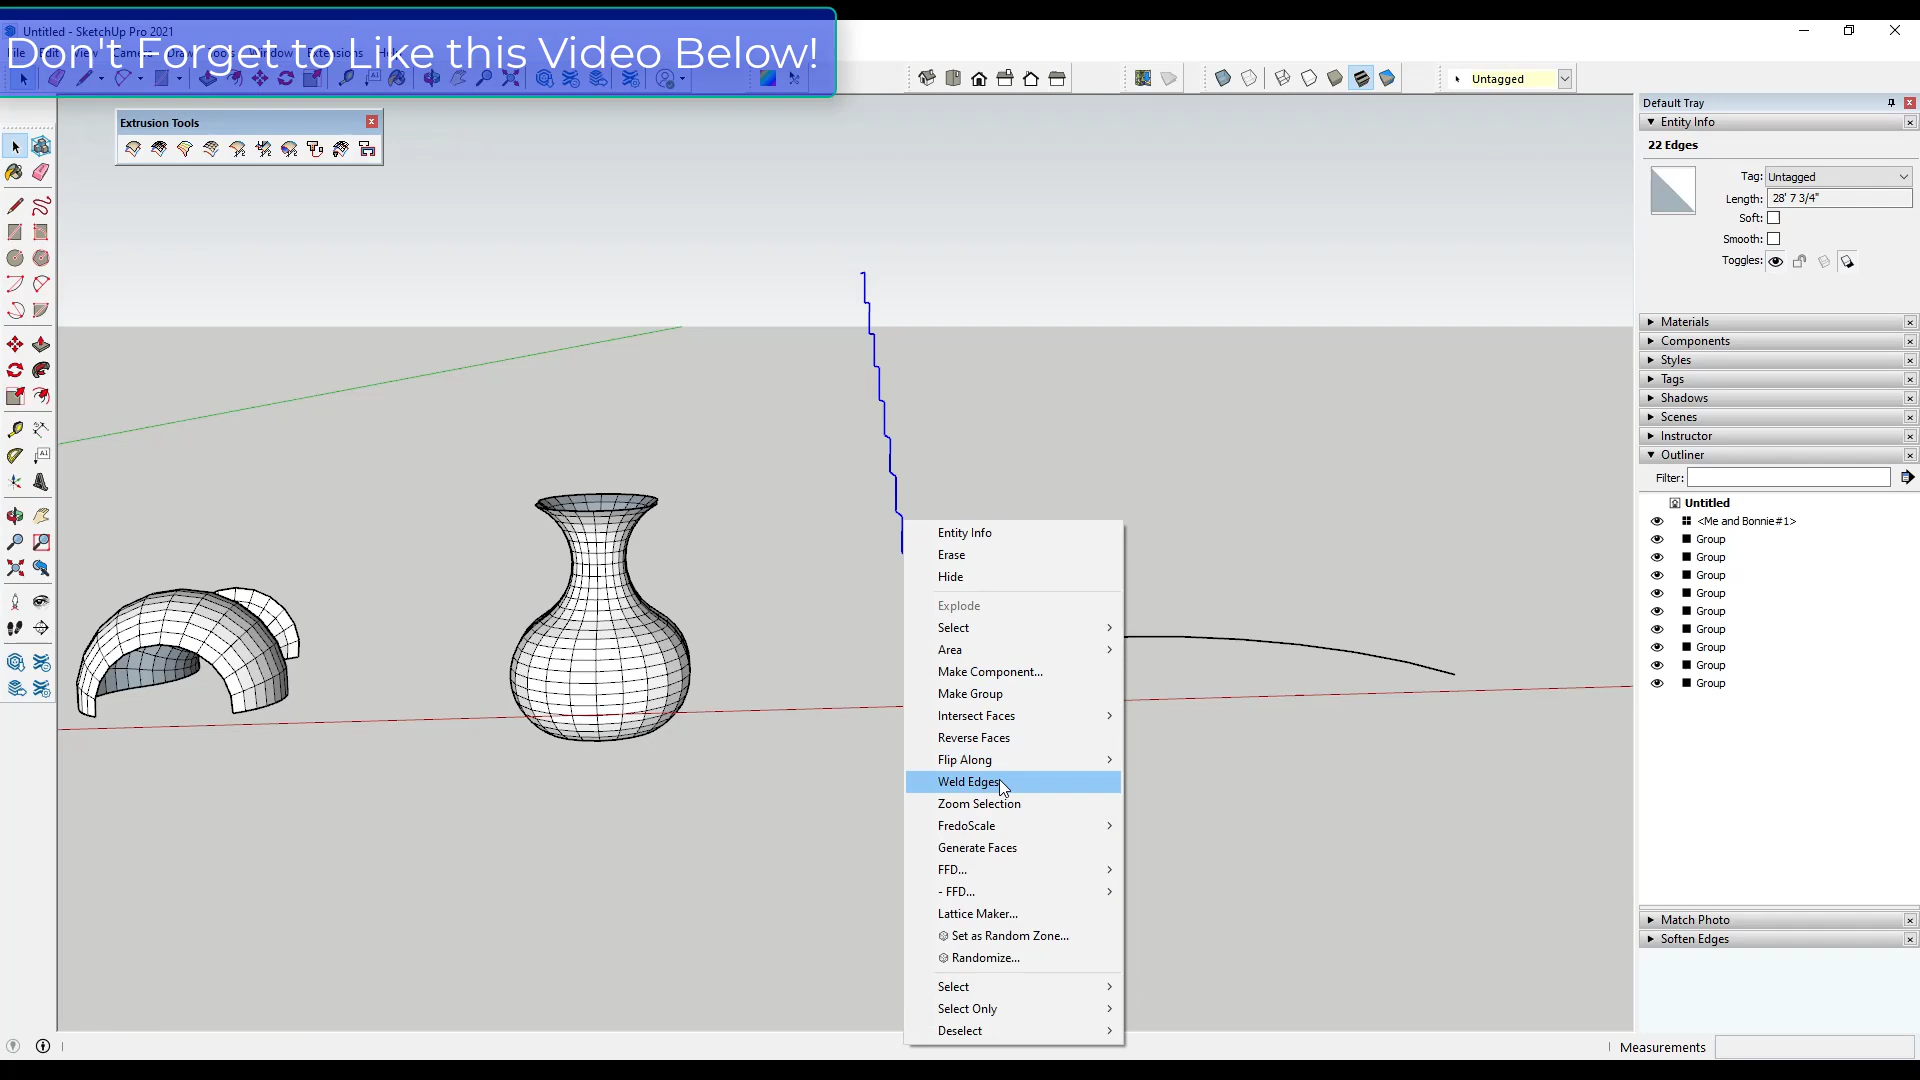 Untitled - SketchUp Pro 2021
Don't Forget to Like this Video Below!
Untagged
Extrusion Tools
Default Tray
Entity Info
22 Edges
Tag: Untagged
Length: 28' 7 3/4"
Soft:
Smooth:
Toggles:
Materials
Components
Styles
Tags
Shadows
Scenes
Instructor
Outliner
Filter:
Untitled
<Me and Bonnie#1>
Group
Group
Group
Group
Group
Group
Group
Group
Group
Match Photo
Soften Edges
Entity Info
Erase
Hide
Explode
Select
Area
Make Component...
Make Group
Intersect Faces
Reverse Faces
Flip Along
Weld Edges
Zoom Selection
FredoScale
Generate Faces
FFD...
- FFD...
Lattice Maker...
Set as Random Zone...
Randomize...
Select
Select Only
Deselect
Measurements